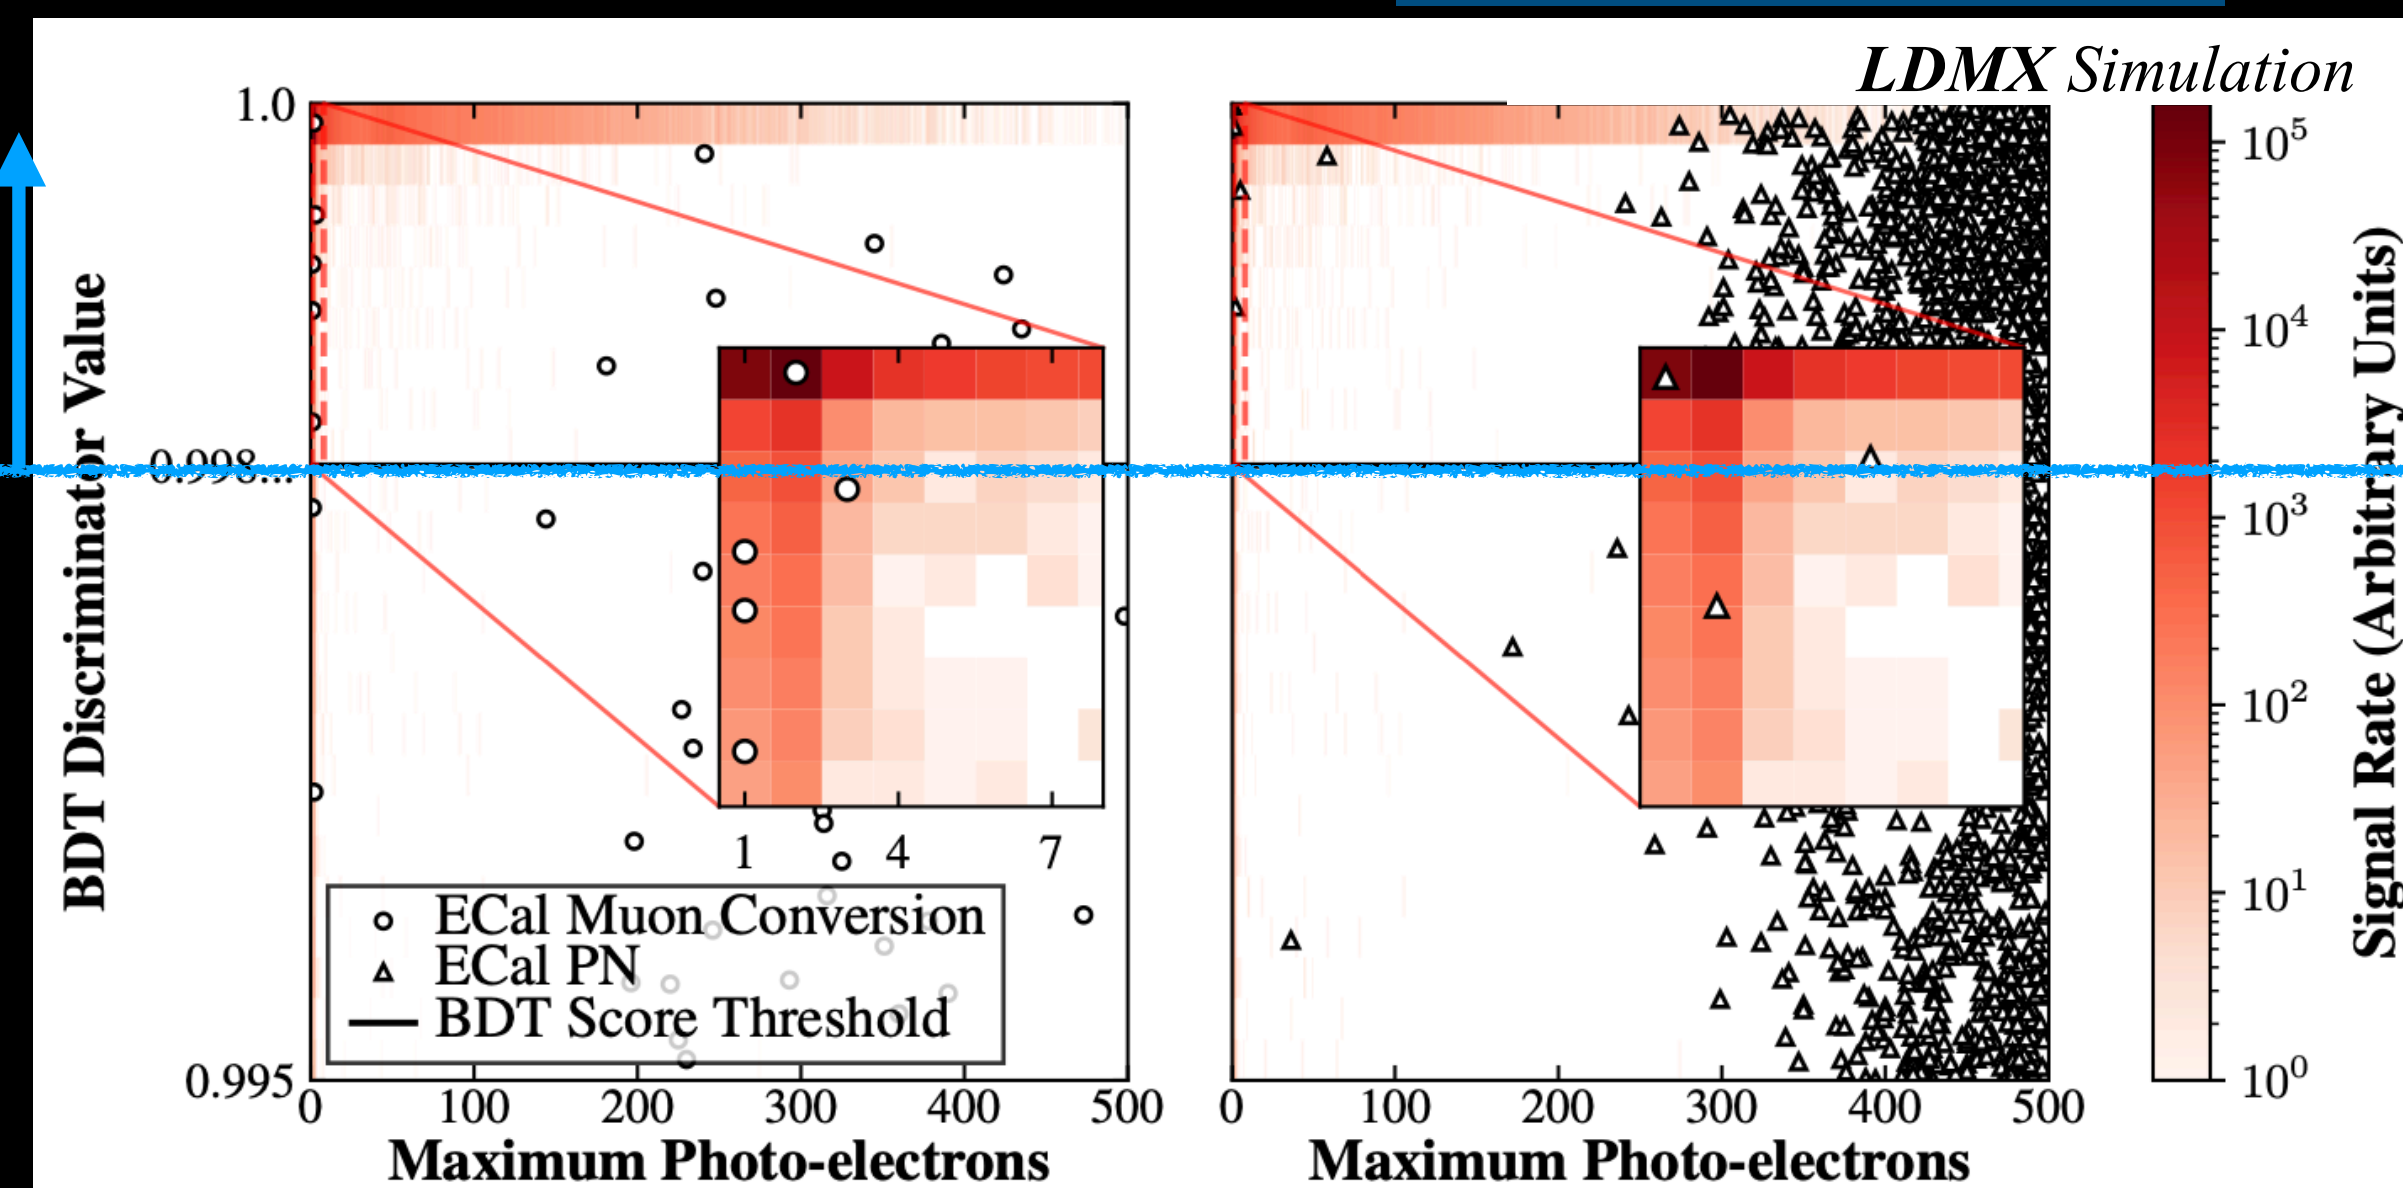 LDMX Simulation
BDT Discriminator Value
1.0
0.998...
0.995
1 4 7
ECal Muon Conversion
ECal PN
BDT Score Threshold
0 100 200 300 400 500
Maximum Photo-electrons
0 100 200 300 400 500
Maximum Photo-electrons
10⁵
10⁴
10³
10²
10¹
10⁰
Signal Rate (Arbitrary Units)